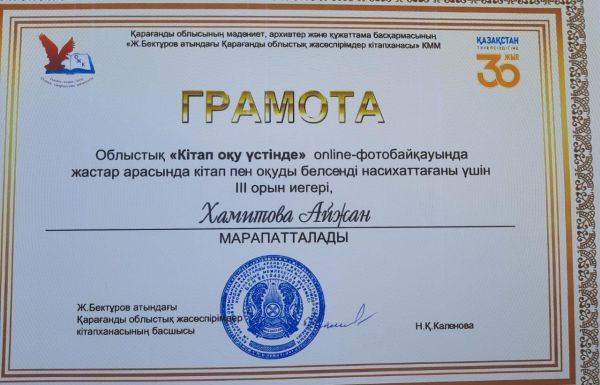 Қарағанды облысының мәдениет, архивтер және құжаттама басқармасының
«Ж.Бектұров атындағы Қарағанды облыстық жасөспірімдер кітапханасы» КММ
ҚАЗАҚСТАН
ТӘУЕЛСІЗДІГІНЕ
30 ЖЫЛ
ГРАМОТА
Облыстық «Кітап оқу үстінде» online-фотобайқауында
жастар арасында кітап пен оқуды белсенді насихаттағаны үшін
III орын иегері,
Хамитова Айжан
МАРАПАТТАЛАДЫ
Ж.Бектұров атындағы
Қарағанды облыстық жасөспірімдер
кітапханасының басшысы
Н.Қ.Каленова